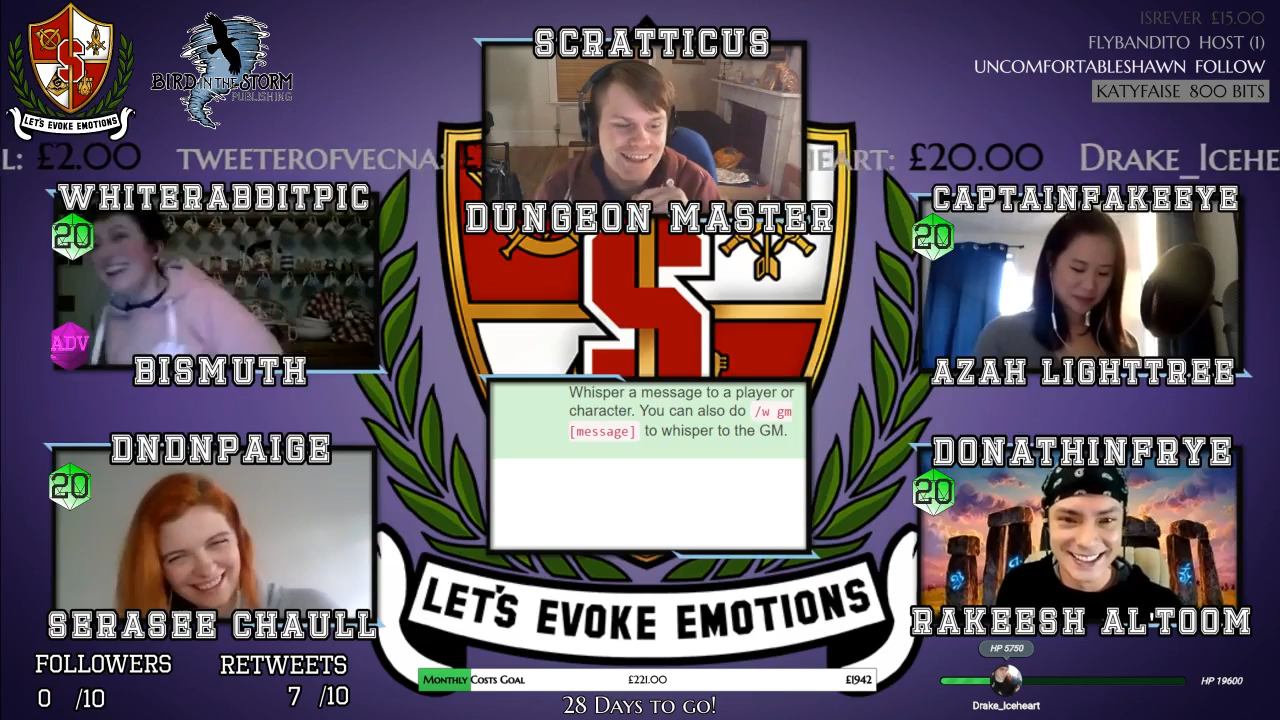 SCRATTICUS
ISREVER £15.00
FLYBANDITO HOST (1)
UNCOMFORTABLESHAWN FOLLOW
KATYFAISE 800 BITS
S
BIRD IN THE STORM
PUBLISHING
LET'S EVOKE EMOTIONS
L: £2.00 TWEETEROFVECNA: £
HEART: £20.00 DRAKE_ICEHE
WHITERABBITPIC
DUNGEON MASTER
CAPTAINFAKEEYE
20
20
ADV
S
BISMUTH
AZAH LIGHTTREE
Whisper a message to a player or
character. You can also do /w gm
[message] to whisper to the GM.
DNDNPAIGE
DONATHINFRYE
20
20
LET'S EVOKE EMOTIONS
SERASEE CHAULL
RAKEESH ALTOOM
FOLLOWERS RETWEETS
0 /10 7 /10
MONTHLY COSTS GOAL £221.00 £1942
28 DAYS TO GO!
HP 5750
HP 19600
Drake_Iceheart